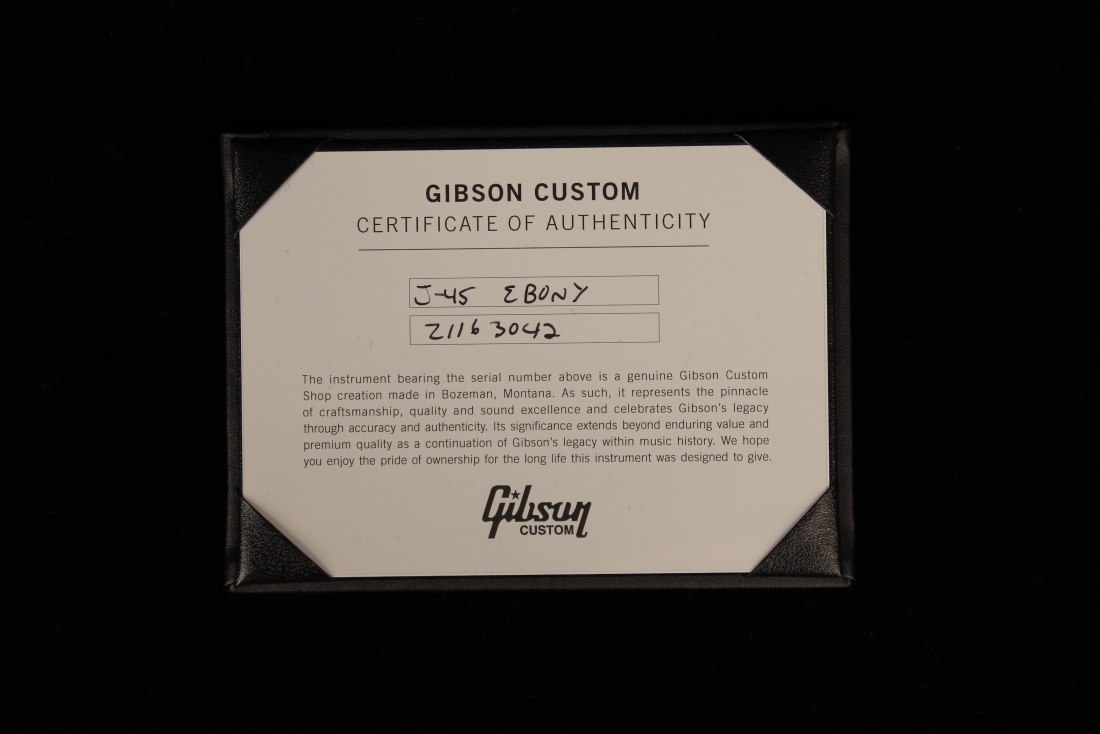 GIBSON CUSTOM
CERTIFICATE OF AUTHENTICITY
J-45 EBONY
21163042
The instrument bearing the serial number above is a genuine Gibson Custom
Shop creation made in Bozeman, Montana. As such, it represents the pinnacle
of craftsmanship, quality and sound excellence and celebrates Gibson's legacy
through accuracy and authenticity. Its significance extends beyond enduring value and
premium quality as a continuation of Gibson's legacy within music history. We hope
you enjoy the pride of ownership for the long life this instrument was designed to give.
Gibson
CUSTOM